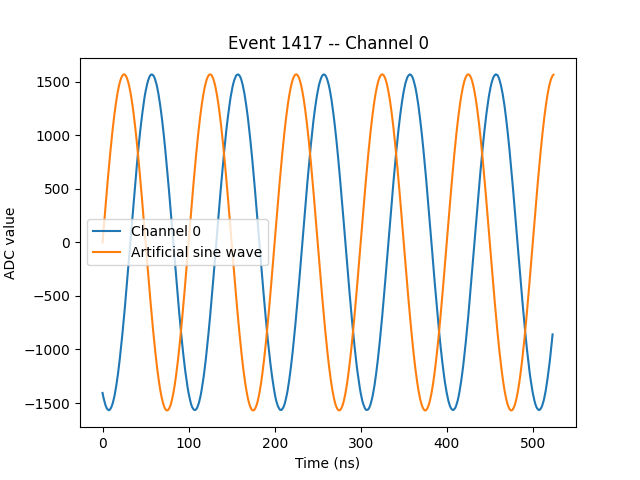 Event 1417 -- Channel 0
ADC value
1500
1000
500
0
−500
−1000
−1500
Channel 0
Artificial sine wave
0 100 200 300 400 500
Time (ns)